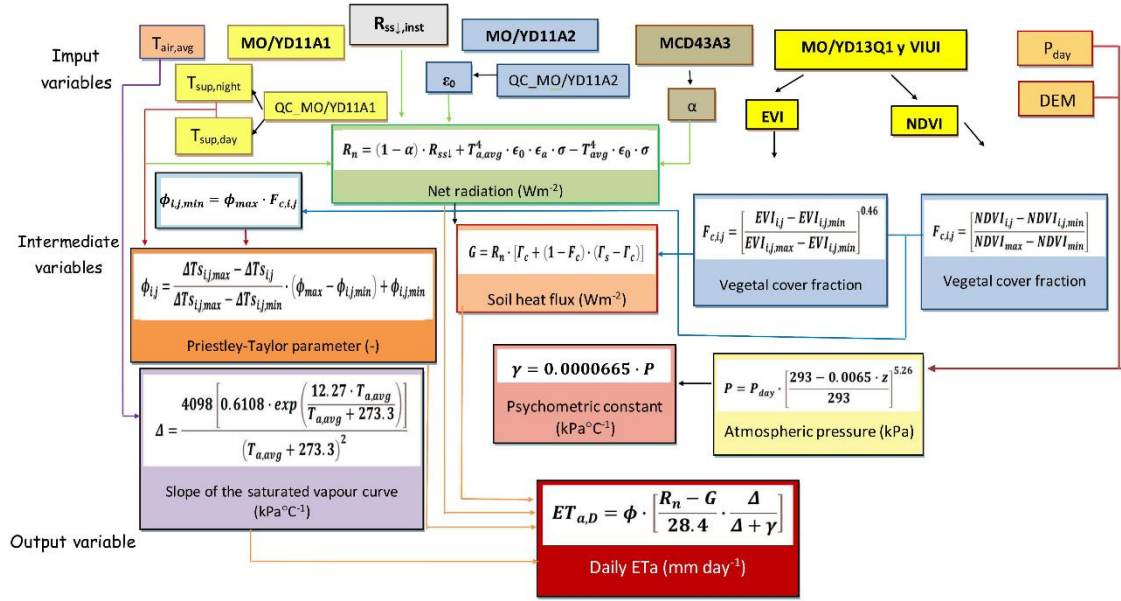 Imput
variables
T_air,avg
MO/YD11A1
R_ss↓,inst
MO/YD11A2
MCD43A3
MO/YD13Q1 y VIUI
P_day
T_sup,night
T_sup,day
QC_MO/YD11A1
ε_0
QC_MO/YD11A2
α
EVI
NDVI
DEM
R_n = (1 − α) · R_ss↓ + T^4_a,avg · ϵ_0 · ϵ_a · σ − T^4_avg · ϵ_0 · σ
Net radiation (Wm^-2)
Intermediate
variables
ϕ_i,j,min = ϕ_max · F_c,i,j
G = R_n · [Γ_c + (1 − F_c) · (Γ_s − Γ_c)]
Soil heat flux (Wm^-2)
F_c,i,j = [(EVI_i,j − EVI_i,j,min) / (EVI_i,j,max − EVI_i,j,min)]^0.46
Vegetal cover fraction
F_c,i,j = [(NDVI_i,j − NDVI_i,j,min) / (NDVI_max − NDVI_min)]
Vegetal cover fraction
ϕ_i,j = (ΔTs_i,j,max − ΔTs_i,j) / (ΔTs_i,j,max − ΔTs_i,j,min) · (ϕ_max − ϕ_i,j,min) + ϕ_i,j,min
Priestley-Taylor parameter (-)
γ = 0.0000665 · P
Psychometric constant
(kPa°C^-1)
P = P_day · [(293 − 0.0065 · z) / 293]^5.26
Atmospheric pressure (kPa)
Δ = 4098 [0.6108 · exp((12.27 · T_a,avg) / (T_a,avg + 273.3))] / (T_a,avg + 273.3)^2
Slope of the saturated vapour curve
(kPa°C^-1)
Output variable
ET_a,D = ϕ · [(R_n − G) / 28.4 · Δ / (Δ + γ)]
Daily ETa (mm day^-1)